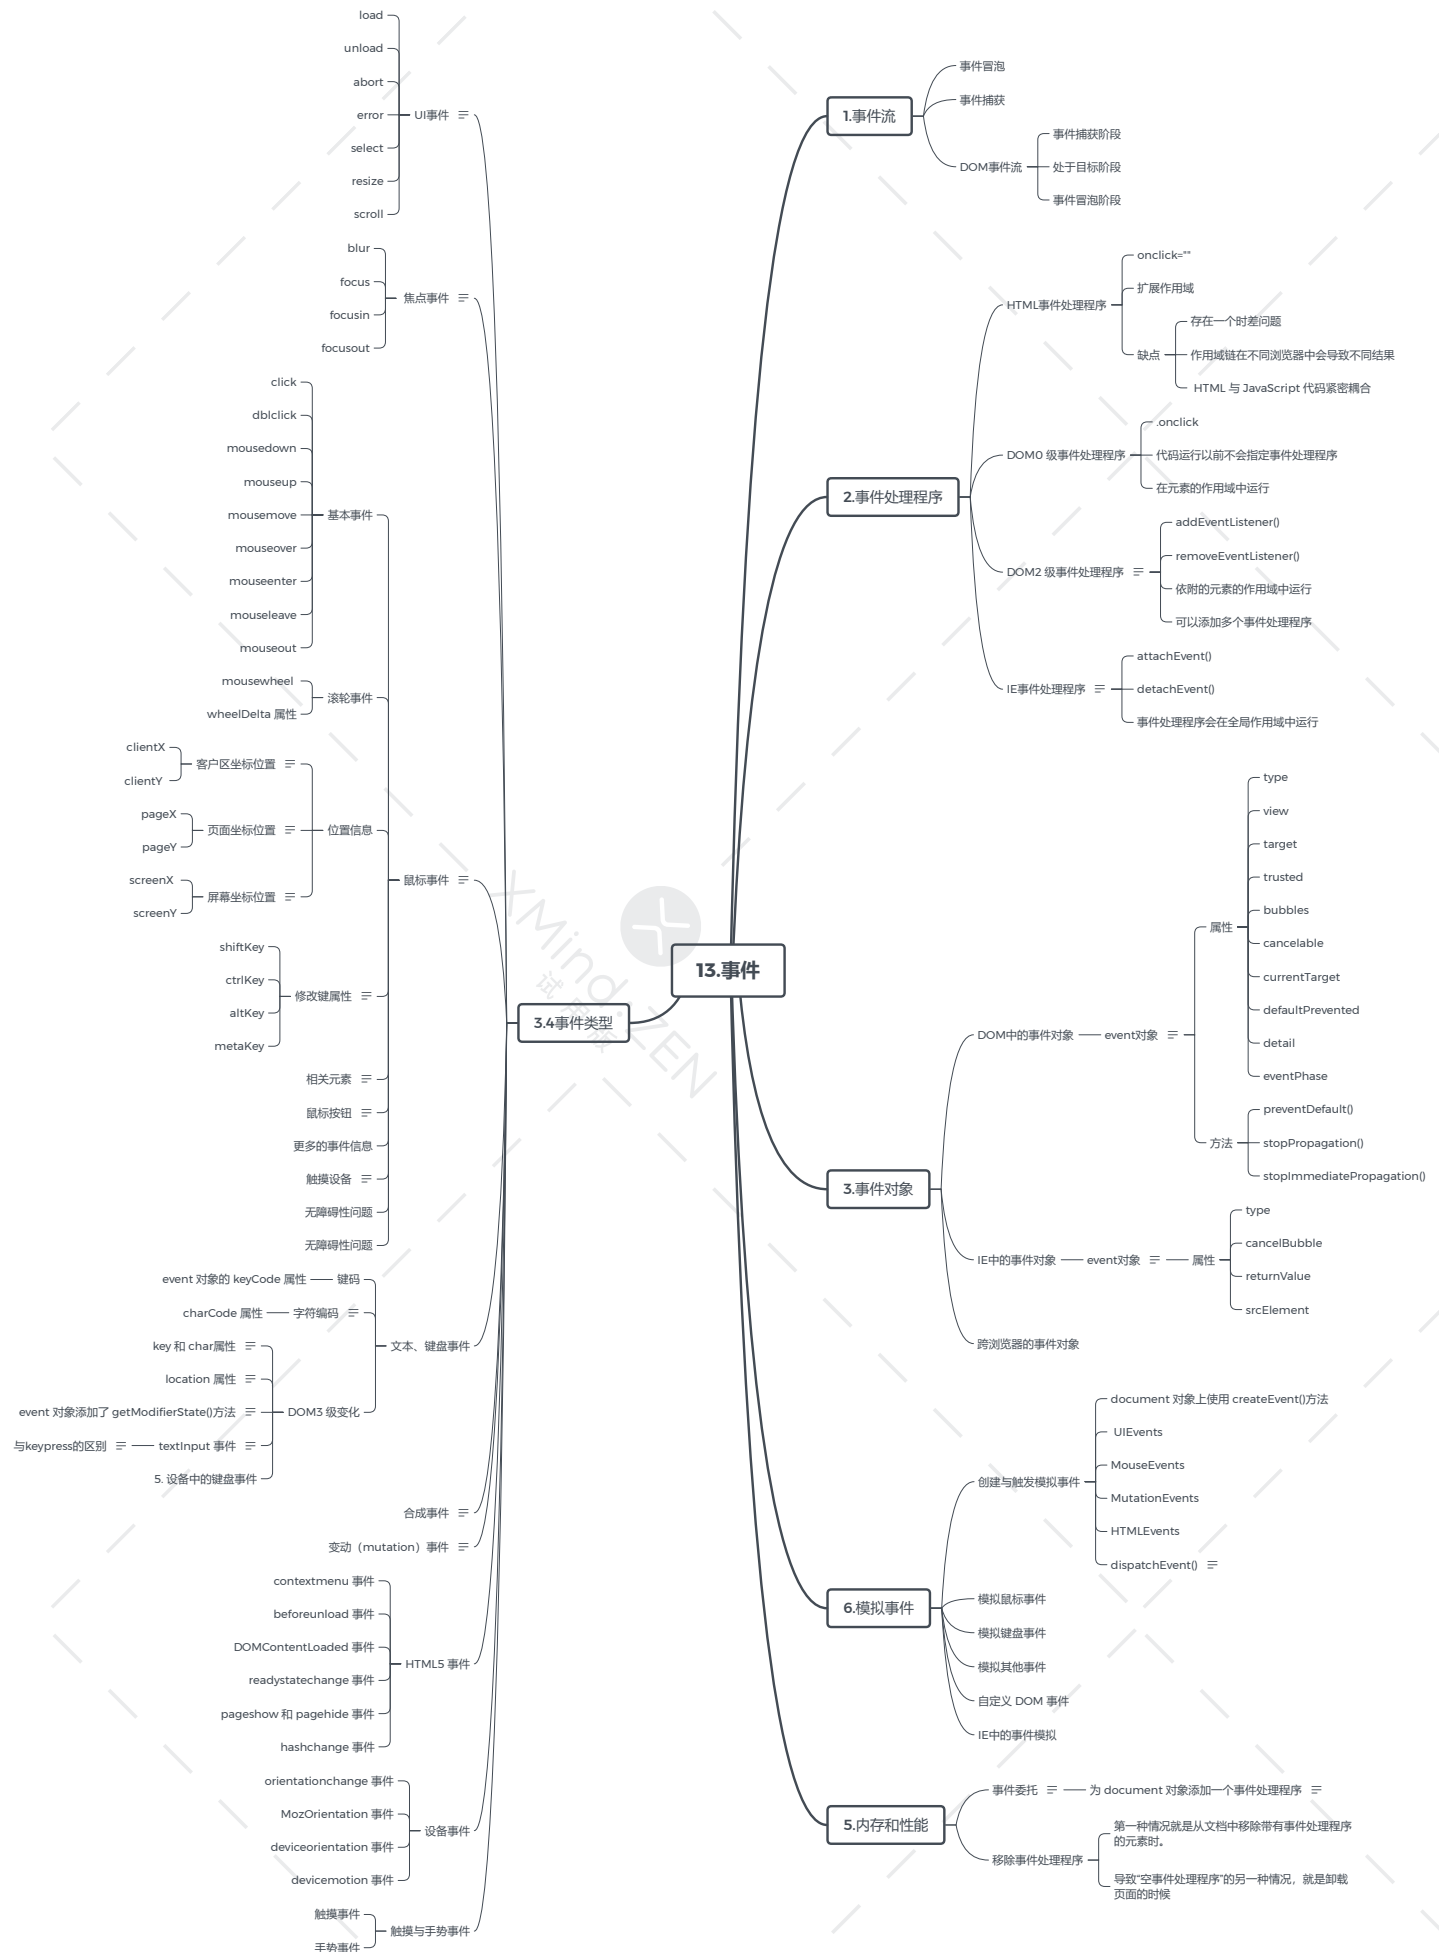 13.事件
1.事件流
事件冒泡
事件捕获
DOM事件流
事件捕获阶段
处于目标阶段
事件冒泡阶段
2.事件处理程序
HTML事件处理程序
onclick=""
扩展作用域
缺点
存在一个时差问题
作用域链在不同浏览器中会导致不同结果
HTML 与 JavaScript 代码紧密耦合
DOM0 级事件处理程序
.onclick
代码运行以前不会指定事件处理程序
在元素的作用域中运行
DOM2 级事件处理程序
addEventListener()
removeEventListener()
依附的元素的作用域中运行
可以添加多个事件处理程序
IE事件处理程序
attachEvent()
detachEvent()
事件处理程序会在全局作用域中运行
3.事件对象
DOM中的事件对象
event对象
属性
type
view
target
trusted
bubbles
cancelable
currentTarget
defaultPrevented
detail
eventPhase
方法
preventDefault()
stopPropagation()
stopImmediatePropagation()
IE中的事件对象
event对象
属性
type
cancelBubble
returnValue
srcElement
跨浏览器的事件对象
6.模拟事件
创建与触发模拟事件
document 对象上使用 createEvent()方法
UIEvents
MouseEvents
MutationEvents
HTMLEvents
dispatchEvent()
模拟鼠标事件
模拟键盘事件
模拟其他事件
自定义 DOM 事件
IE中的事件模拟
5.内存和性能
事件委托
为 document 对象添加一个事件处理程序
移除事件处理程序
第一种情况就是从文档中移除带有事件处理程序
的元素时。
导致“空事件处理程序”的另一种情况，就是卸载
页面的时候
3.4事件类型
UI事件
load
unload
abort
error
select
resize
scroll
焦点事件
blur
focus
focusin
focusout
鼠标事件
基本事件
click
dblclick
mousedown
mouseup
mousemove
mouseover
mouseenter
mouseleave
mouseout
滚轮事件
mousewheel
wheelDelta 属性
位置信息
客户区坐标位置
clientX
clientY
页面坐标位置
pageX
pageY
屏幕坐标位置
screenX
screenY
修改键属性
shiftKey
ctrlKey
altKey
metaKey
相关元素
鼠标按钮
更多的事件信息
触摸设备
无障碍性问题
无障碍性问题
文本、键盘事件
键码
event 对象的 keyCode 属性
字符编码
charCode 属性
DOM3 级变化
key 和 char属性
location 属性
event 对象添加了 getModifierState()方法
textInput 事件
与keypress的区别
5. 设备中的键盘事件
合成事件
变动（mutation）事件
HTML5 事件
contextmenu 事件
beforeunload 事件
DOMContentLoaded 事件
readystatechange 事件
pageshow 和 pagehide 事件
hashchange 事件
设备事件
orientationchange 事件
MozOrientation 事件
deviceorientation 事件
devicemotion 事件
触摸与手势事件
触摸事件
手势事件
XMind:ZEN
试用版